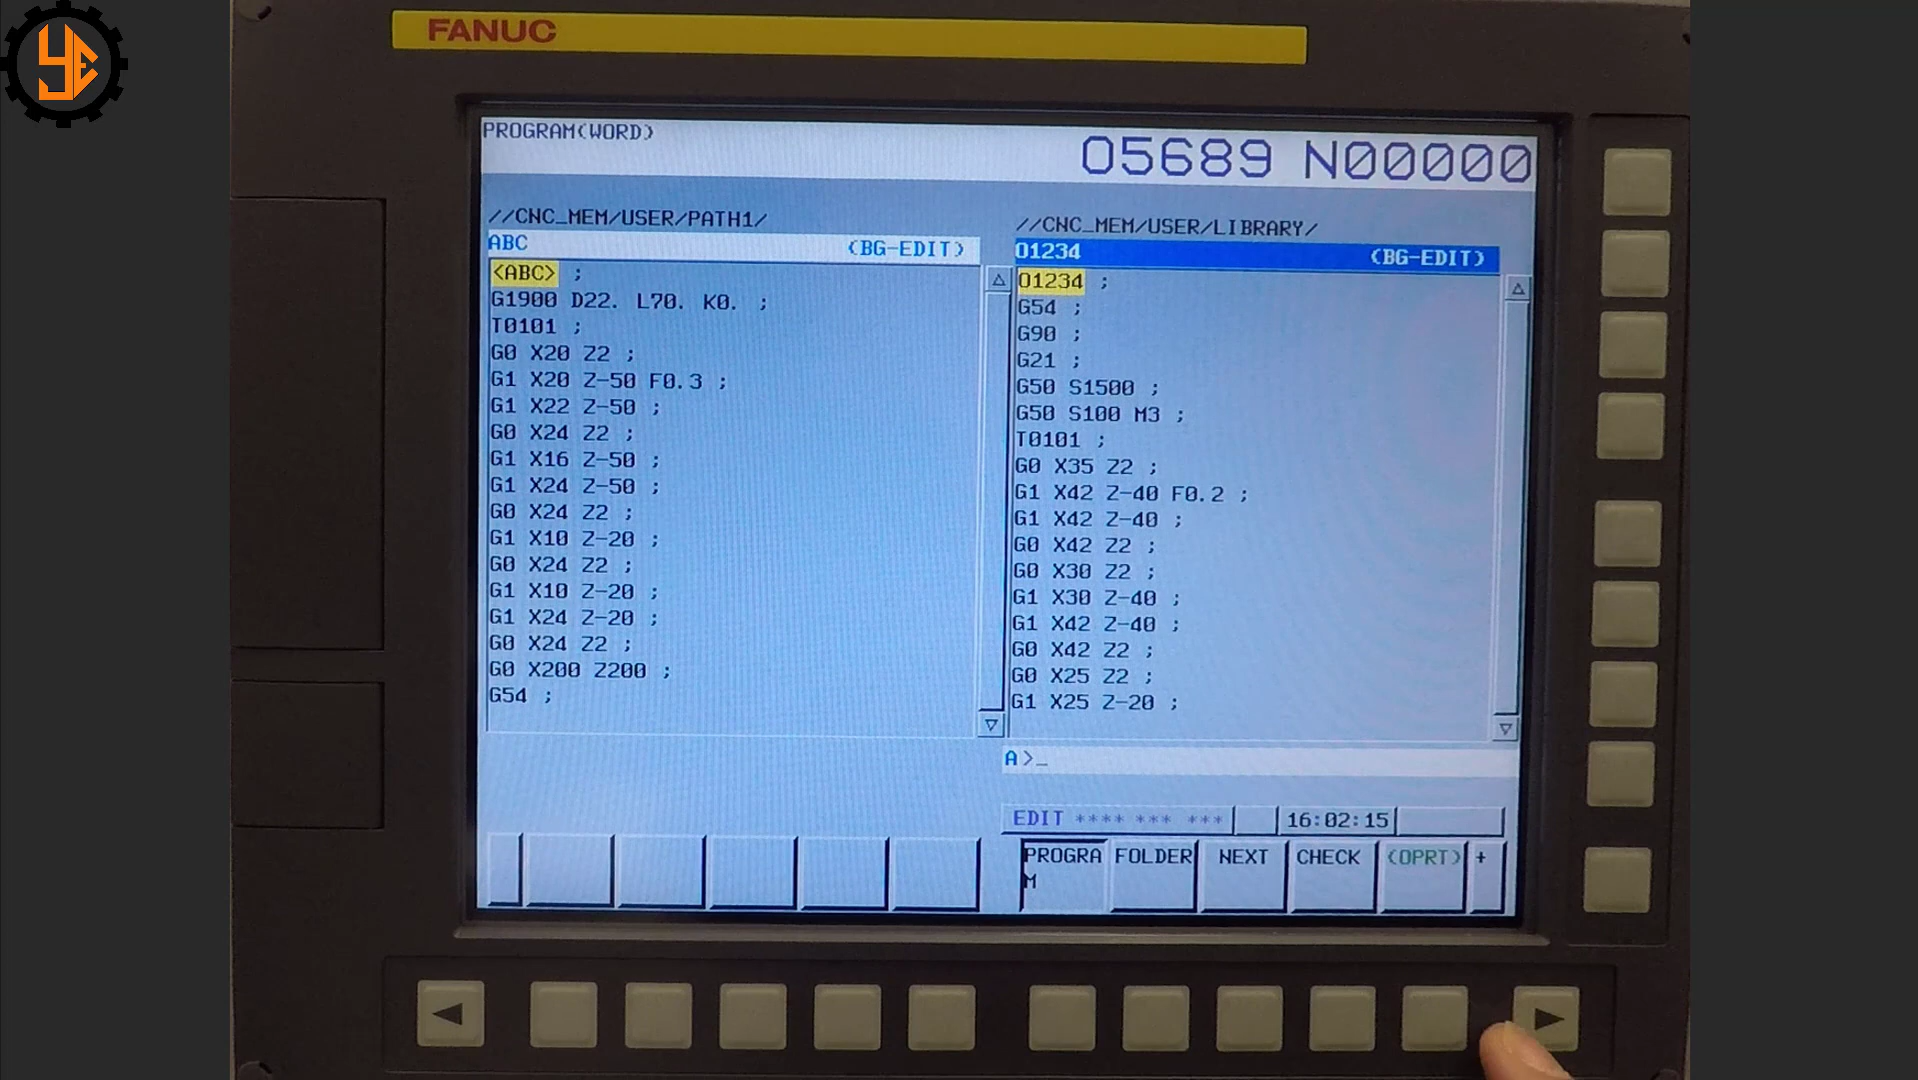 YE
FANUC
PROGRAM(WORD)
O5689 N00000
//CNC_MEM/USER/PATH1/
ABC (BG-EDIT)
<ABC> ;
G1900 D22. L70. K0. ;
T0101 ;
G0 X20 Z2 ;
G1 X20 Z-50 F0.3 ;
G1 X22 Z-50 ;
G0 X24 Z2 ;
G1 X16 Z-50 ;
G1 X24 Z-50 ;
G0 X24 Z2 ;
G1 X10 Z-20 ;
G0 X24 Z2 ;
G1 X10 Z-20 ;
G1 X24 Z-20 ;
G0 X24 Z2 ;
G0 X200 Z200 ;
G54 ;
//CNC_MEM/USER/LIBRARY/
O1234 (BG-EDIT)
O1234 ;
G54 ;
G90 ;
G21 ;
G50 S1500 ;
G50 S100 M3 ;
T0101 ;
G0 X35 Z2 ;
G1 X42 Z-40 F0.2 ;
G1 X42 Z-40 ;
G0 X42 Z2 ;
G0 X30 Z2 ;
G1 X30 Z-40 ;
G1 X42 Z-40 ;
G0 X42 Z2 ;
G0 X25 Z2 ;
G1 X25 Z-20 ;
A>_
EDIT **** *** *** 16:02:15
PROGRA FOLDER NEXT CHECK (OPRT) +
M